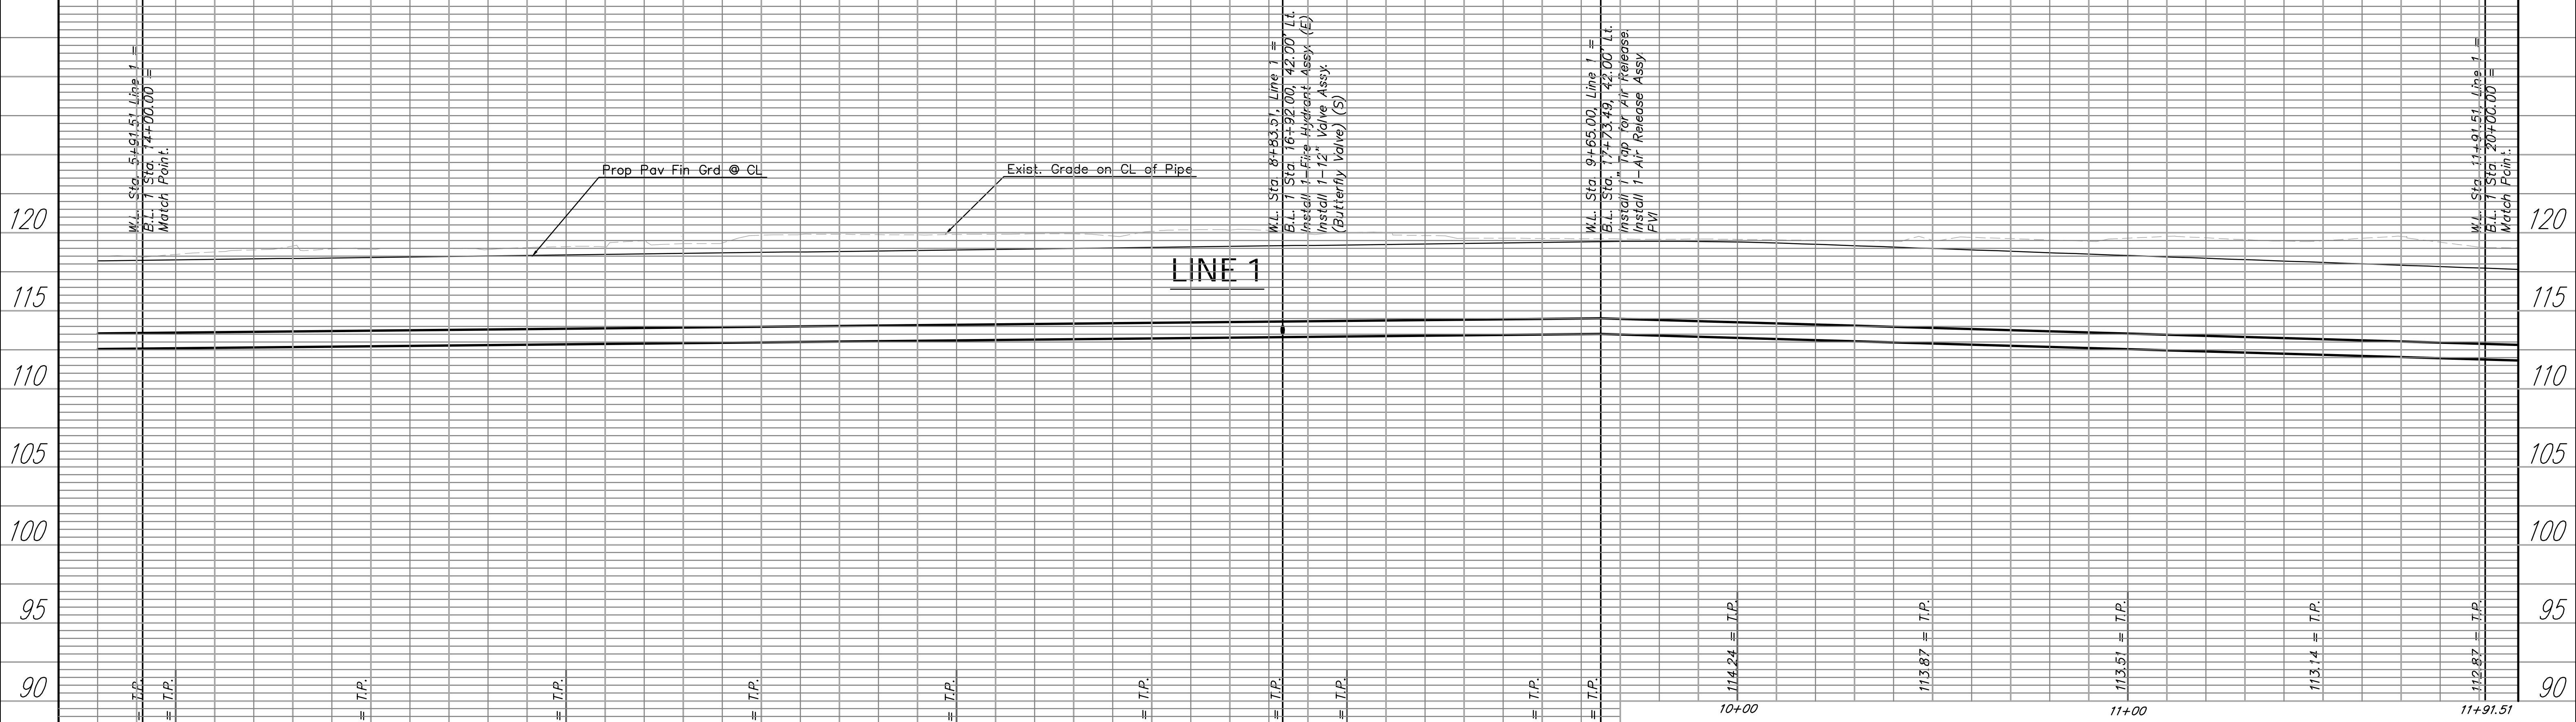 W.L. Sta. 5+91.51 Line 1 =
B.L. 1 Sta. 14+00.00 =
Match Point.
Prop Pav Fin Grd @ CL
Exist. Grade on CL of Pipe
W.L. Sta. 8+83.51, Line 1 =
B.L. 1 Sta. 16+92.00, 42.00' Lt.
Install 1-Fire Hydrant Assy. (E)
Install 1-12" Valve Assy.
(Butterfly Valve) (S)
W.L. Sta. 9+65.00, Line 1 =
B.L. Sta. 17+73.49, 42.00' Lt.
Install 1" Tap for Air Release.
Install 1-Air Release Assy
PVI
W.L. Sta. 11+91.51, Line 1 =
B.L. 1 Sta. 20+00.00 =
Match Point.
LINE 1
120
115
110
105
100
95
90
120
115
110
105
100
95
90
= T.P.
= T.P.
= T.P.
= T.P.
= T.P.
= T.P.
= T.P.
= T.P.
= T.P.
= T.P.
= T.P.
114.24 = T.P.
113.87 = T.P.
113.51 = T.P.
113.14 = T.P.
112.87 = T.P.
10+00
11+00
11+91.51